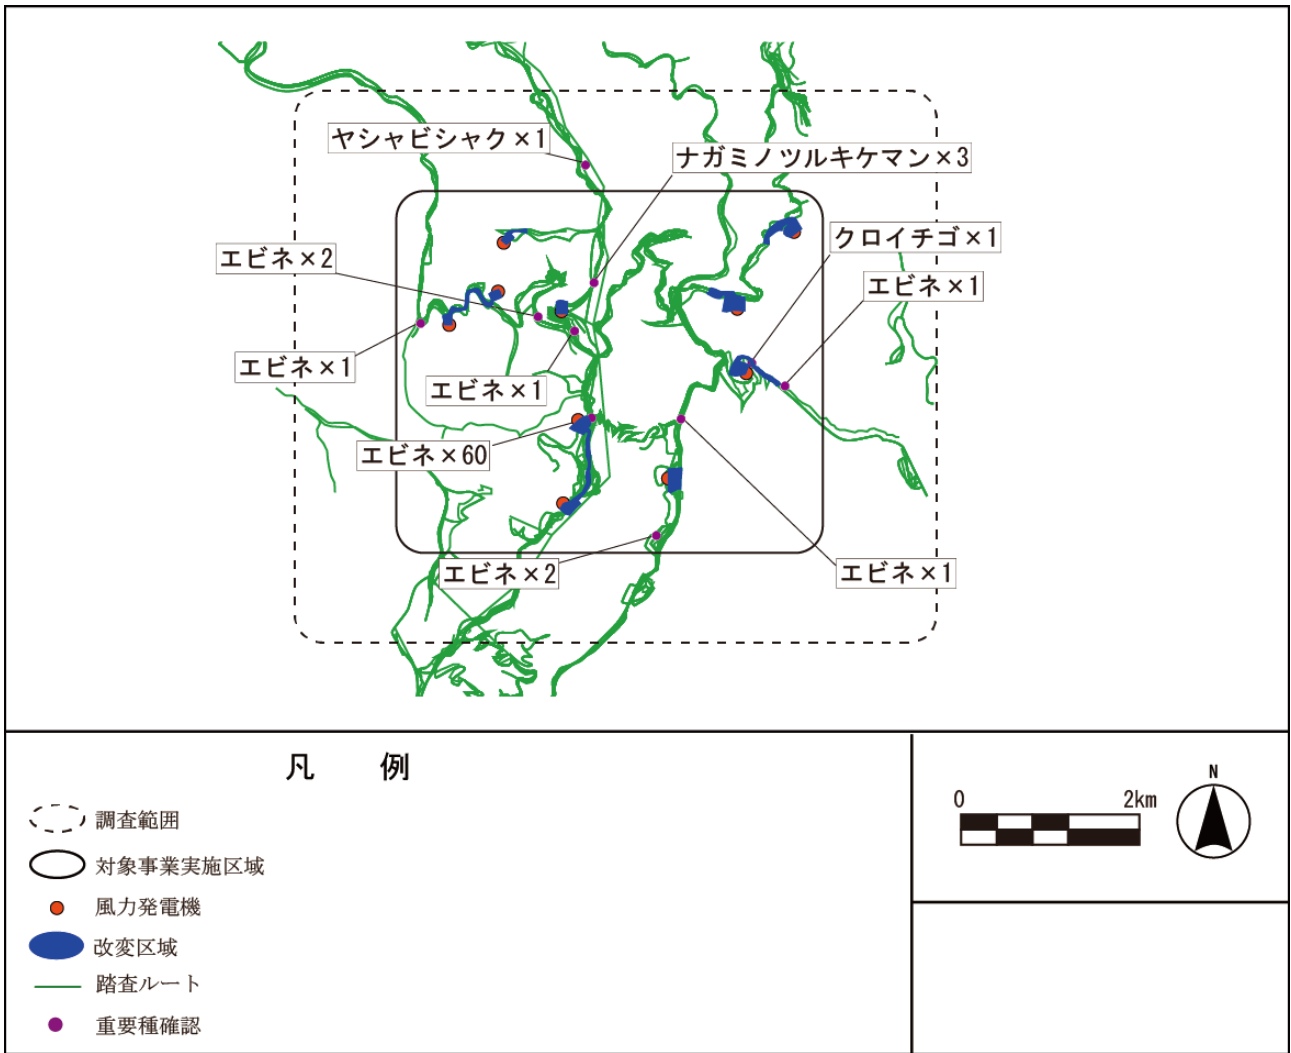 ヤシャビシャク×1
ナガミノツルキケマン×3
クロイチゴ×1
エビネ×2
エビネ×1
エビネ×1
エビネ×1
エビネ×60
エビネ×2
エビネ×1
凡 例
調査範囲
対象事業実施区域
風力発電機
改変区域
踏査ルート
重要種確認
0 2km
N